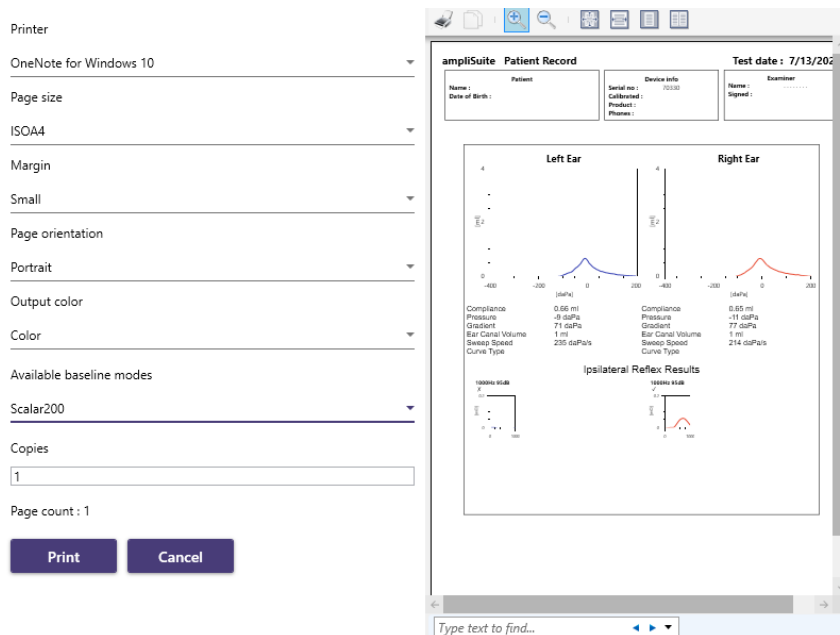 Printer
OneNote for Windows 10
Page size
ISOA4
Margin
Small
Page orientation
Portrait
Output color
Color
Available baseline modes
Scalar200
Copies
1
Page count : 1
Print
Cancel
ampliSuite Patient Record
Test date : 7/13/202
Patient
Name :
Date of Birth :
Device info
Serial no : 70330
Calibrated :
Product :
Phones :
Examiner
Name :
Signed :
Left Ear
4
[ml] 2
0
-400 -200 0 200
[daPa]
Compliance 0.66 ml
Pressure -9 daPa
Gradient 71 daPa
Ear Canal Volume 1 ml
Sweep Speed 235 daPa/s
Curve Type
Right Ear
-400 -200 0 200
[daPa]
Compliance 0.65 ml
Pressure -11 daPa
Gradient 77 daPa
Ear Canal Volume 1 ml
Sweep Speed 214 daPa/s
Curve Type
Ipsilateral Reflex Results
1000Hz 95dB
X
0
0
1000Hz 95dB
✓
0
0
Type text to find...